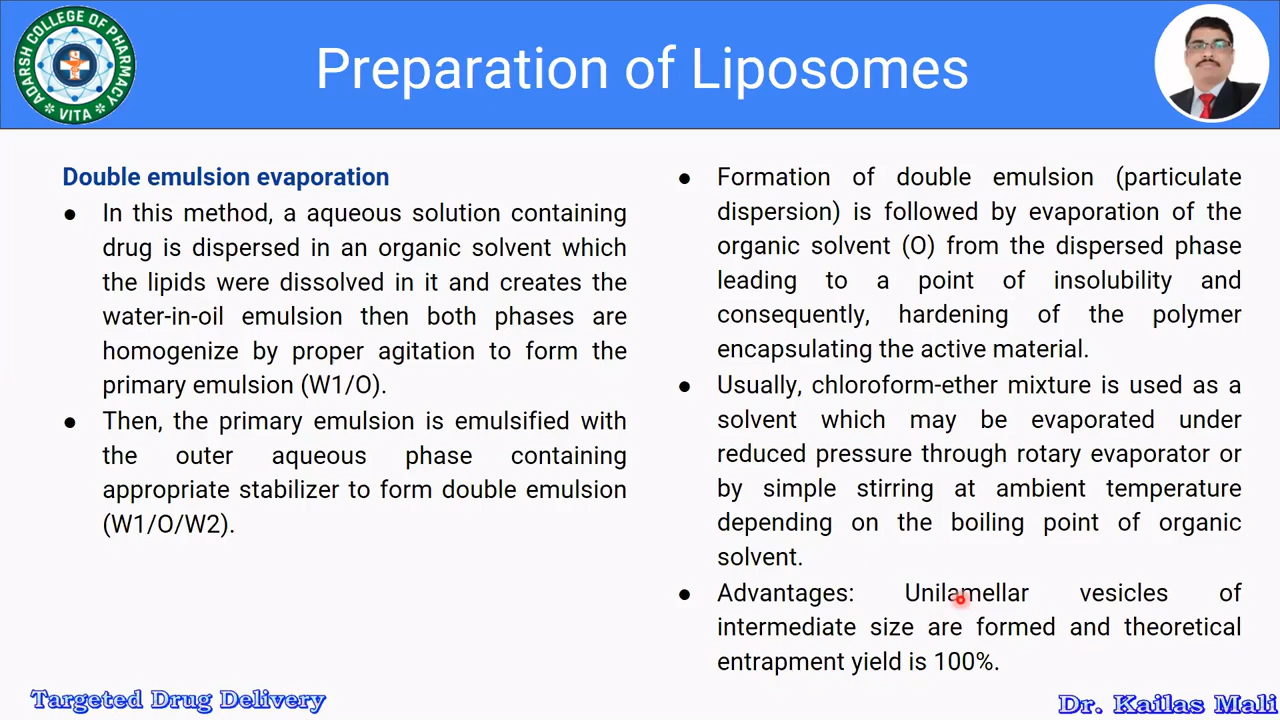 ADARSH COLLEGE OF PHARMACY
VITA
Preparation of Liposomes
Double emulsion evaporation
● In this method, a aqueous solution containing
drug is dispersed in an organic solvent which
the lipids were dissolved in it and creates the
water-in-oil emulsion then both phases are
homogenize by proper agitation to form the
primary emulsion (W1/O).
● Then, the primary emulsion is emulsified with
the outer aqueous phase containing
appropriate stabilizer to form double emulsion
(W1/O/W2).
● Formation of double emulsion (particulate
dispersion) is followed by evaporation of the
organic solvent (O) from the dispersed phase
leading to a point of insolubility and
consequently, hardening of the polymer
encapsulating the active material.
● Usually, chloroform-ether mixture is used as a
solvent which may be evaporated under
reduced pressure through rotary evaporator or
by simple stirring at ambient temperature
depending on the boiling point of organic
solvent.
● Advantages: Unilamellar vesicles of
intermediate size are formed and theoretical
entrapment yield is 100%.
Targeted Drug Delivery
Dr. Kailas Mali